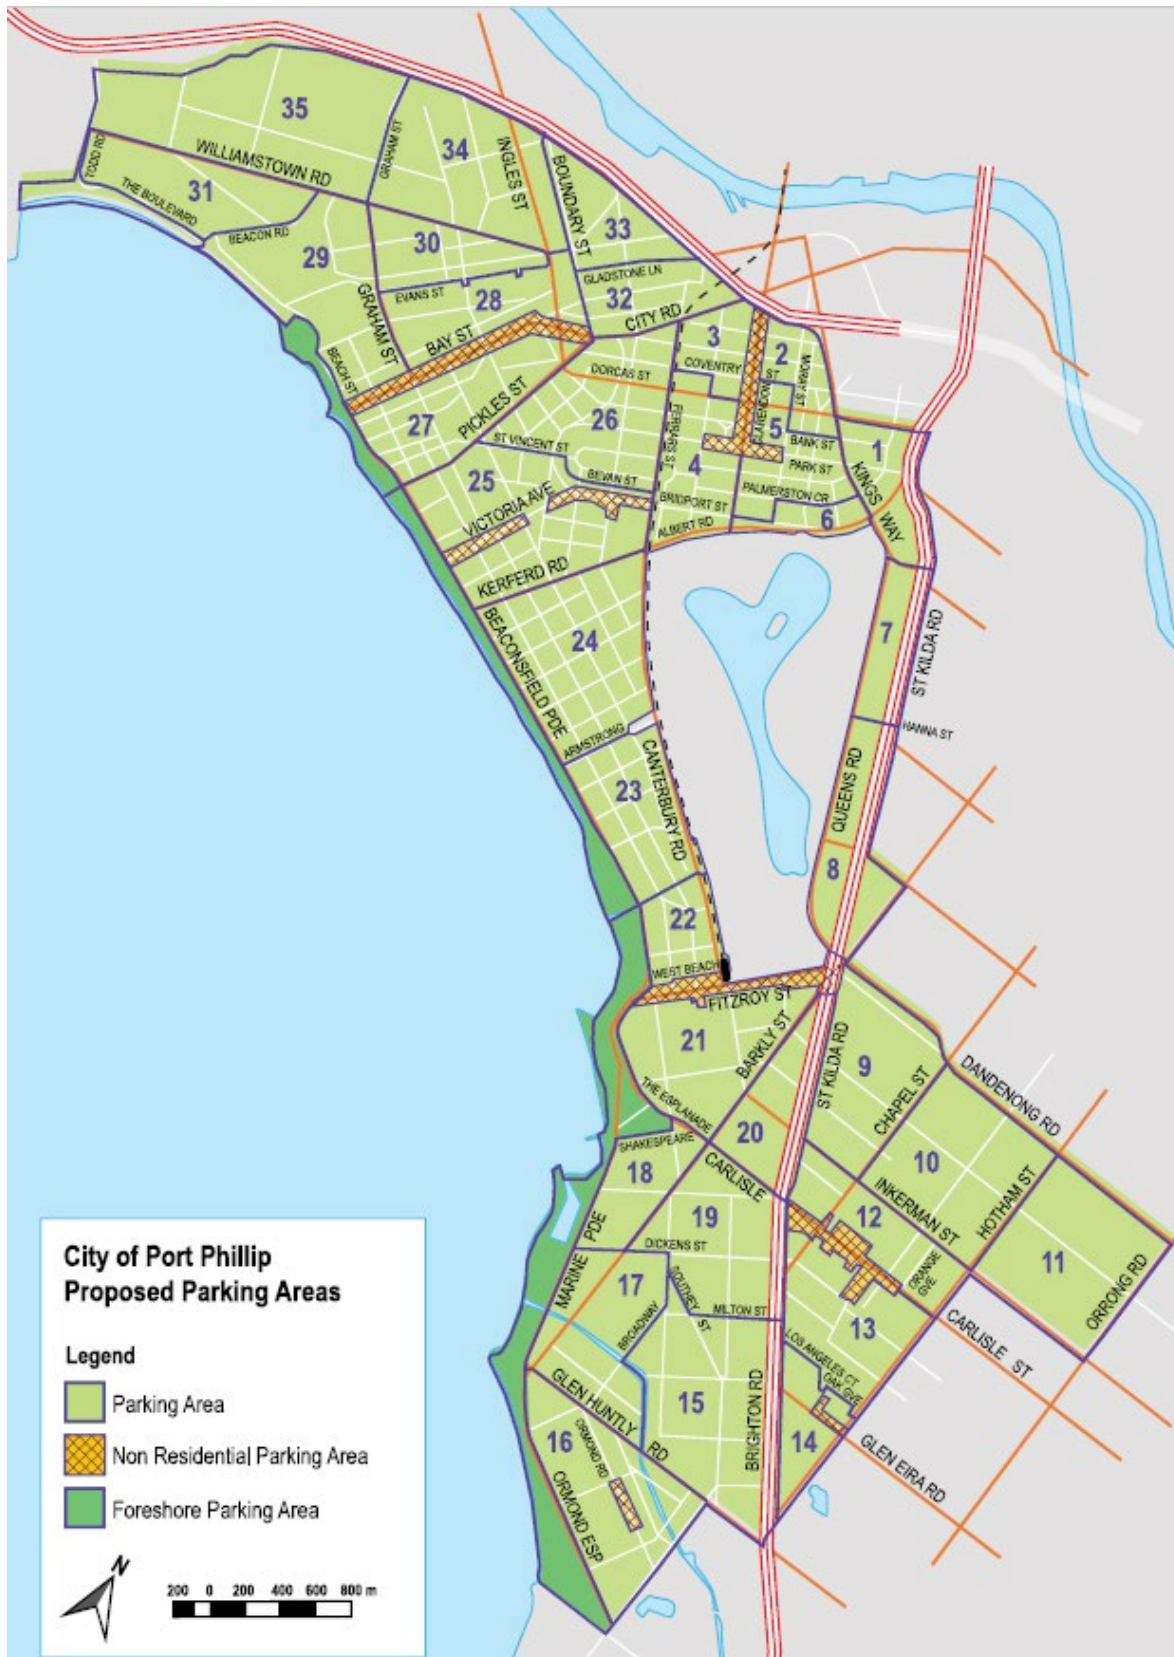 35
GRAHAM ST
34
INGLES ST
WILLIAMSTOWN RD
TODD RD
31
THE BOULEVARD
BEACON RD
29
30
BOUNDARY ST
33
GLADSTONE LN
32
CITY RD
EVANS ST
28
GRAHAM ST
BAY ST
BEACH ST
27
PICKLES ST
DORCAS ST
26
3
COVENTRY
ST
2
MORAY ST
CLARENDON
5
BANK ST
PARK ST
1
FERRARS ST
4
ST VINCENT ST
BEVAN ST
25
VICTORIA AVE
BRIDPORT ST
PALMERSTON CR
6
KINGS WAY
ALBERT RD
KERFERD RD
24
BEACONSFIELD PDE
7
ST KILDA RD
HANNA ST
ARMSTRONG
23
CANTERBURY RD
QUEENS RD
8
22
WEST BEACH
FITZROY ST
21
BARKLY ST
ST KILDA RD
9
CHAPEL ST
DANDENONG RD
THE ESPLANADE
20
SHAKESPEARE
CARLISLE
18
10
INKERMAN ST
HOTHAM ST
12
11
ORRONG RD
MARINE PDE
19
DICKENS ST
ORANGE GVE
17
SOUTHEY ST
BROADWAY
MILTON ST
13
CARLISLE ST
LOS ANGELES CT
OAK GVE
GLEN HUNTLY RD
15
BRIGHTON RD
14
GLEN EIRA RD
16
ORMOND RD
ORMOND ESP
City of Port Phillip
Proposed Parking Areas
Legend
Parking Area
Non Residential Parking Area
Foreshore Parking Area
N
200 0 200 400 600 800 m